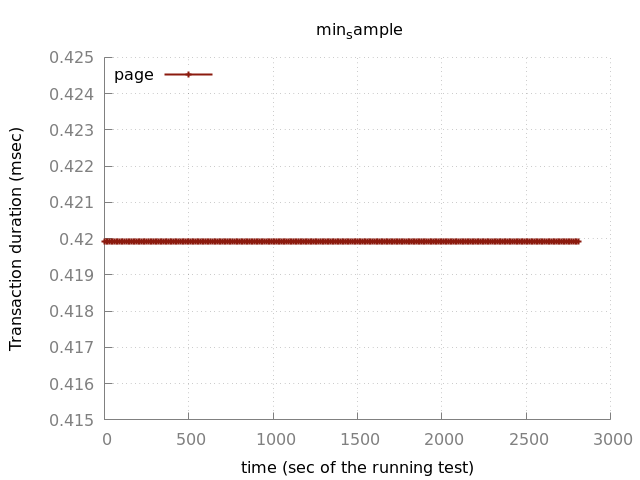 minsample
0.425
page
0.424
0.423
0.422
0.421
0.42
0.419
0.418
0.417
0.416
0.415
Transaction duration (msec)
0 500 1000 1500 2000 2500 3000
time (sec of the running test)